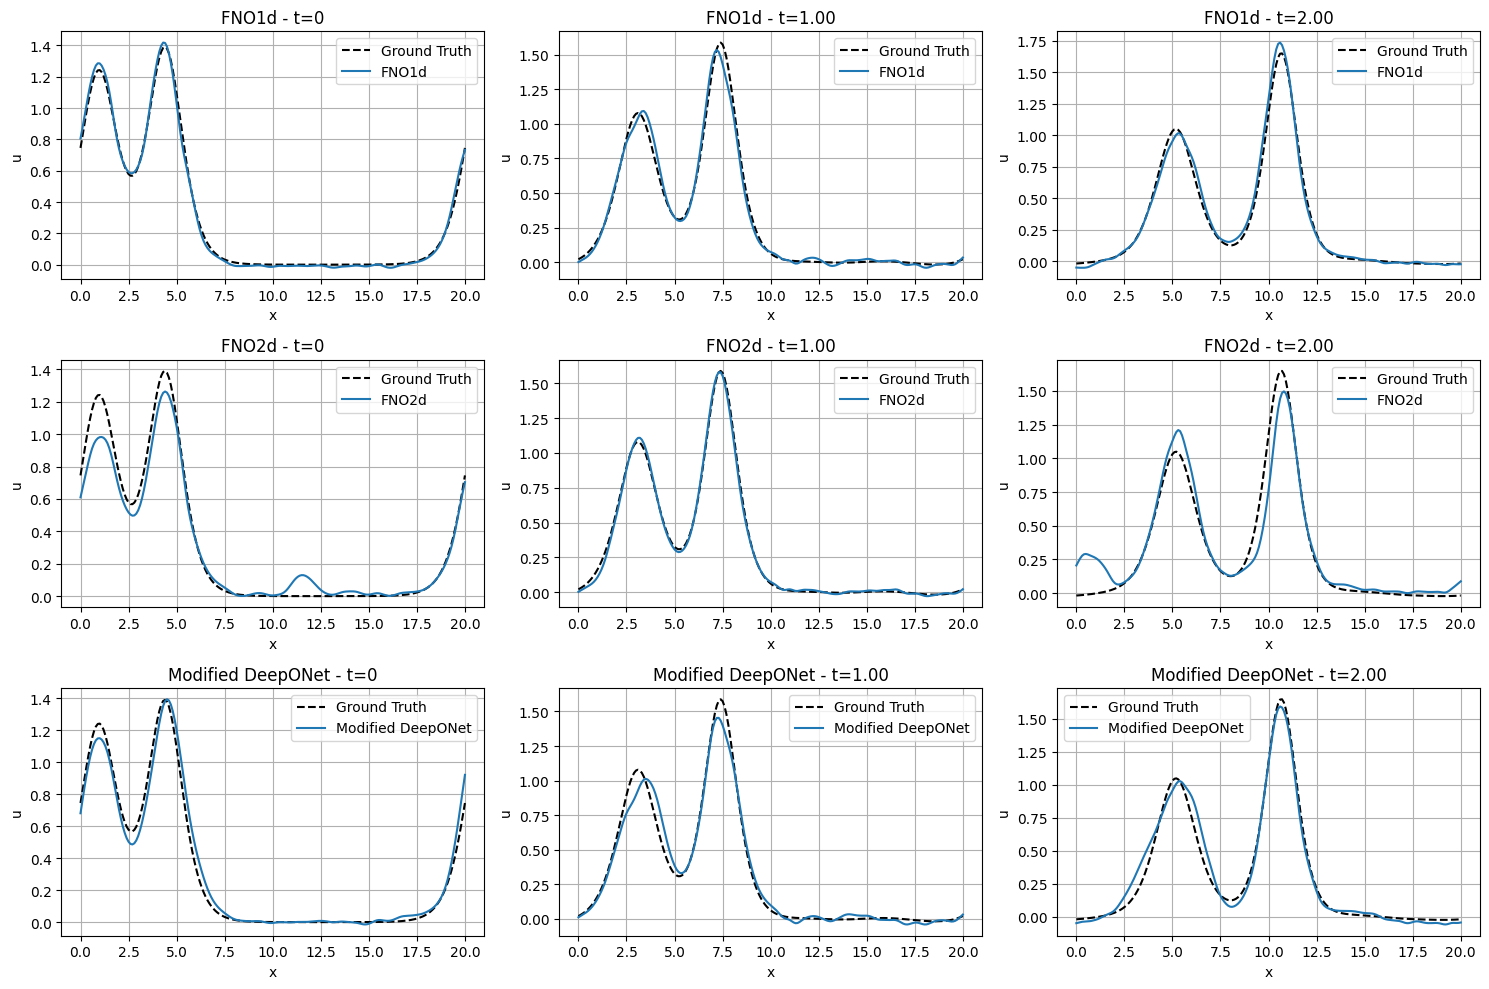 FNO1d - t=0
1.4
1.2
1.0
0.8
0.6
0.4
0.2
0.0
u
Ground Truth
FNO1d
0.0 2.5 5.0 7.5 10.0 12.5 15.0 17.5 20.0
x
FNO1d - t=1.00
1.50
1.25
1.00
0.75
0.50
0.25
0.00
u
Ground Truth
FNO1d
0.0 2.5 5.0 7.5 10.0 12.5 15.0 17.5 20.0
x
FNO1d - t=2.00
1.75
1.50
1.25
1.00
0.75
0.50
0.25
0.00
u
Ground Truth
FNO1d
0.0 2.5 5.0 7.5 10.0 12.5 15.0 17.5 20.0
x
FNO2d - t=0
1.4
1.2
1.0
0.8
0.6
0.4
0.2
0.0
u
Ground Truth
FNO2d
0.0 2.5 5.0 7.5 10.0 12.5 15.0 17.5 20.0
x
FNO2d - t=1.00
1.50
1.25
1.00
0.75
0.50
0.25
0.00
u
Ground Truth
FNO2d
0.0 2.5 5.0 7.5 10.0 12.5 15.0 17.5 20.0
x
FNO2d - t=2.00
1.50
1.25
1.00
0.75
0.50
0.25
0.00
u
Ground Truth
FNO2d
0.0 2.5 5.0 7.5 10.0 12.5 15.0 17.5 20.0
x
Modified DeepONet - t=0
1.4
1.2
1.0
0.8
0.6
0.4
0.2
0.0
u
Ground Truth
Modified DeepONet
0.0 2.5 5.0 7.5 10.0 12.5 15.0 17.5 20.0
x
Modified DeepONet - t=1.00
1.50
1.25
1.00
0.75
0.50
0.25
0.00
u
Ground Truth
Modified DeepONet
0.0 2.5 5.0 7.5 10.0 12.5 15.0 17.5 20.0
x
Modified DeepONet - t=2.00
1.50
1.25
1.00
0.75
0.50
0.25
0.00
u
Ground Truth
Modified DeepONet
0.0 2.5 5.0 7.5 10.0 12.5 15.0 17.5 20.0
x